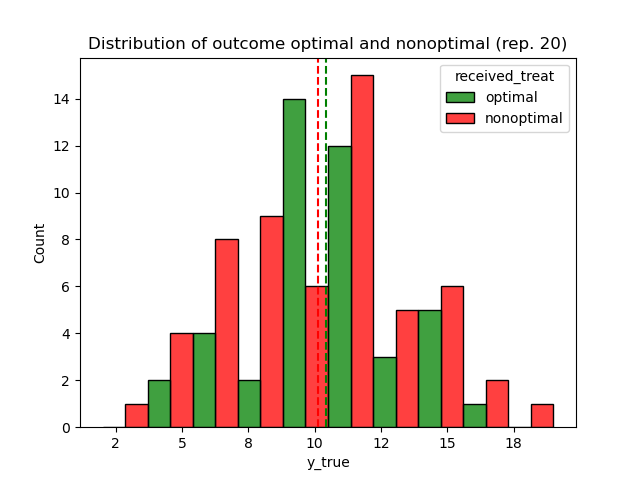 Distribution of outcome optimal and nonoptimal (rep. 20)
received_treat
optimal
nonoptimal
Count
14
12
10
8
6
4
2
0
2 5 8 10 12 15 18
y_true